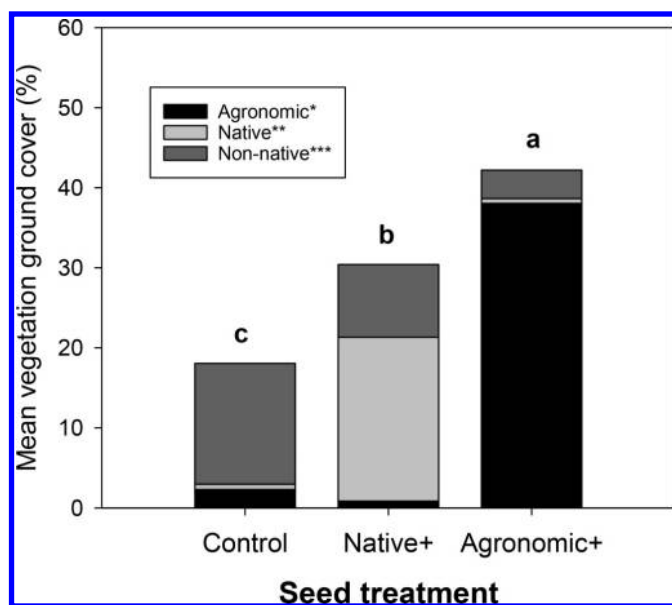 60
50
40
30
20
10
0
Mean vegetation ground cover (%)
Agronomic*
Native**
Non-native***
a
b
c
Control Native+ Agronomic+
Seed treatment